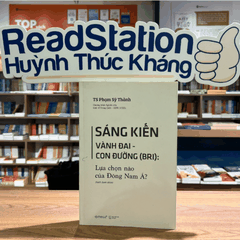 ReadStation
Huỳnh Thúc Kháng
TS Phạm Sỹ Thành
SÁNG KIẾN
VÀNH ĐAI -
CON ĐƯỜNG (BRI):
Lựa chọn nào
của Đông Nam Á?